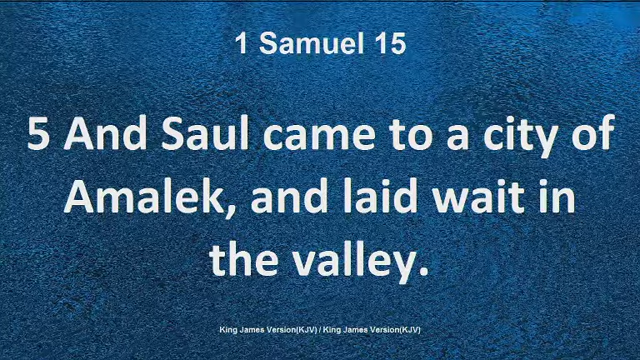 1 Samuel 15
5 And Saul came to a city of
Amalek, and laid wait in
the valley.
King James Version(KJV) / King James Version(KJV)